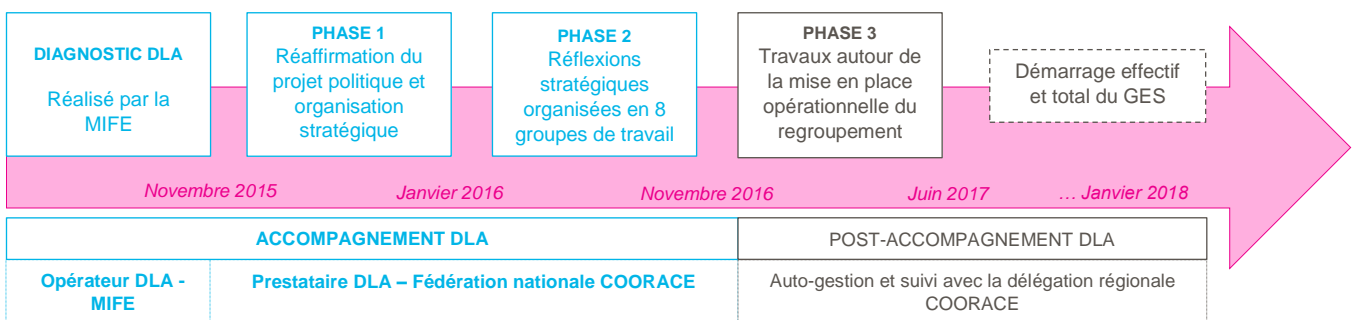 DIAGNOSTIC DLA
Réalisé par la
MIFE
PHASE 1
Réaffirmation du
projet politique et
organisation
stratégique
PHASE 2
Réflexions
stratégiques
organisées en 8
groupes de travail
PHASE 3
Travaux autour de
la mise en place
opérationnelle du
regroupement
Démarrage effectif
et total du GES
Novembre 2015
Janvier 2016
Novembre 2016
Juin 2017
… Janvier 2018
ACCOMPAGNEMENT DLA
POST-ACCOMPAGNEMENT DLA
Opérateur DLA -
MIFE
Prestataire DLA – Fédération nationale COORACE
Auto-gestion et suivi avec la délégation régionale
COORACE